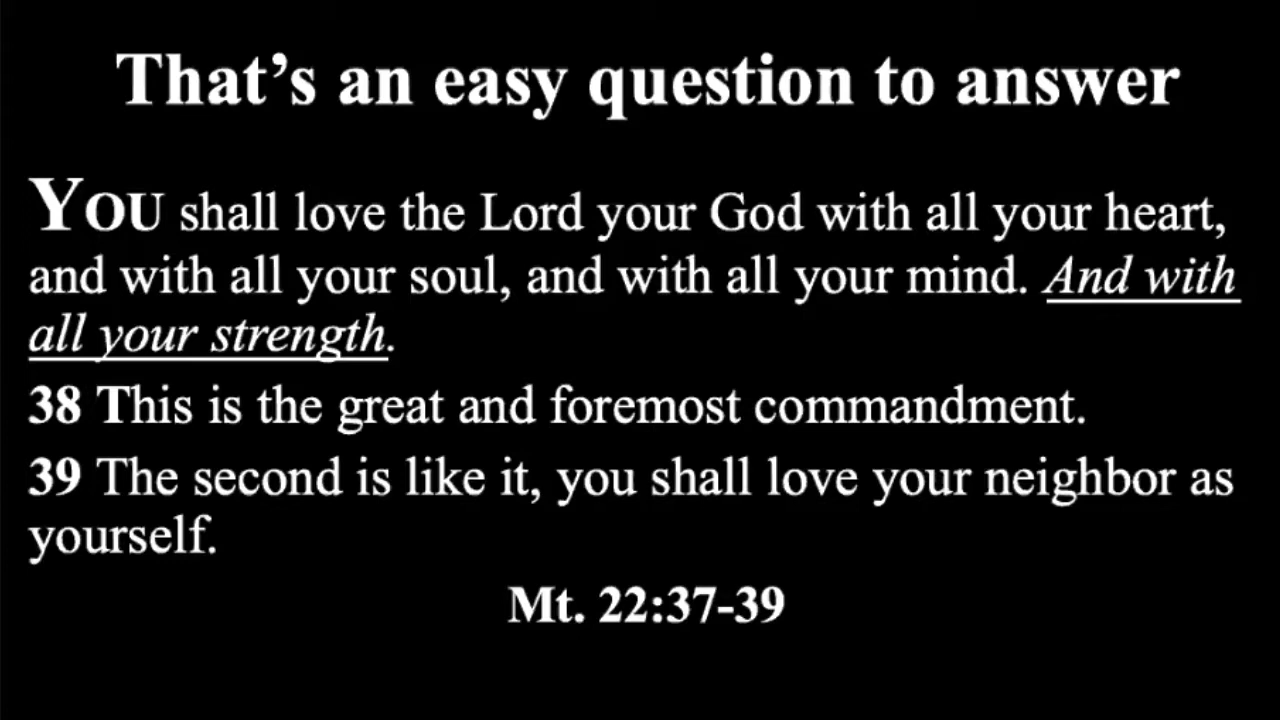 That’s an easy question to answer
YOU shall love the Lord your God with all your heart,
and with all your soul, and with all your mind. And with
all your strength.
38 This is the great and foremost commandment.
39 The second is like it, you shall love your neighbor as
yourself.
Mt. 22:37-39